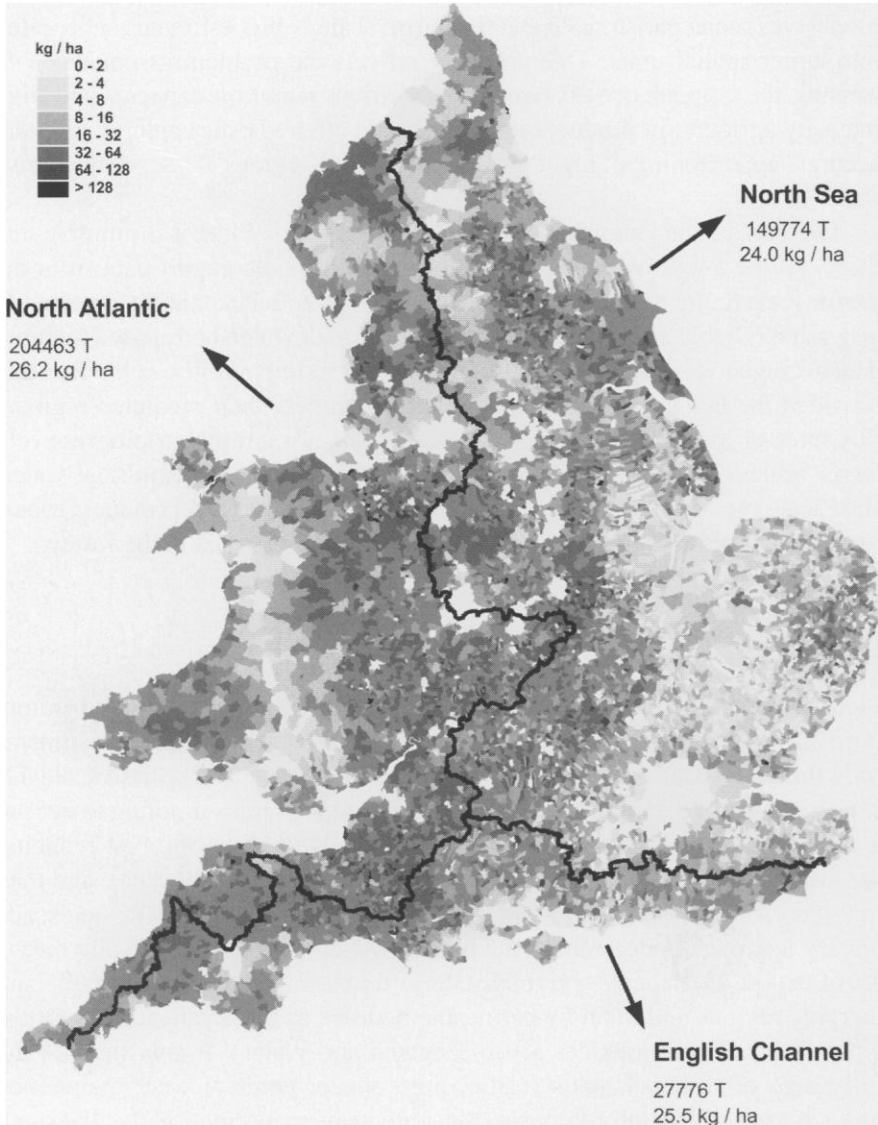 kg / ha
0 - 2
2 - 4
4 - 8
8 - 16
16 - 32
32 - 64
64 - 128
> 128
North Sea
149774 T
24.0 kg / ha
North Atlantic
204463 T
26.2 kg / ha
English Channel
27776 T
25.5 kg / ha